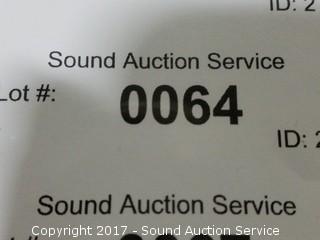 ID: 2
Sound Auction Service
Lot #: 0064
ID: 2
Sound Auction Service
Copyright 2017 - Sound Auction Service